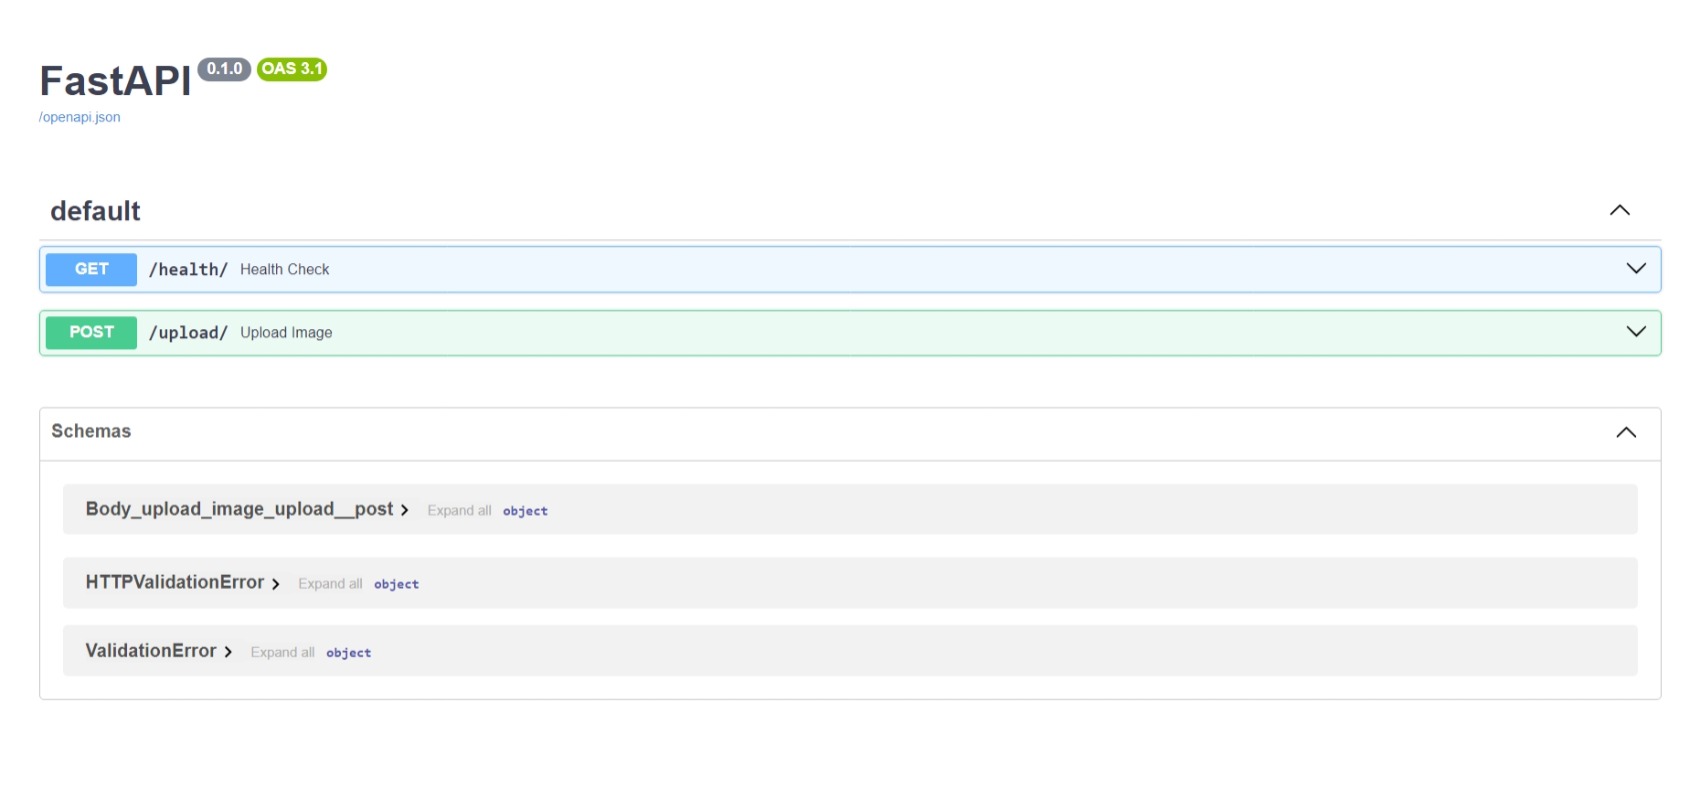 FastAPI 0.1.0 OAS 3.1
/openapi.json
default
GET /health/ Health Check
POST /upload/ Upload Image
Schemas
Body_upload_image_upload__post Expand all object
HTTPValidationError Expand all object
ValidationError Expand all object